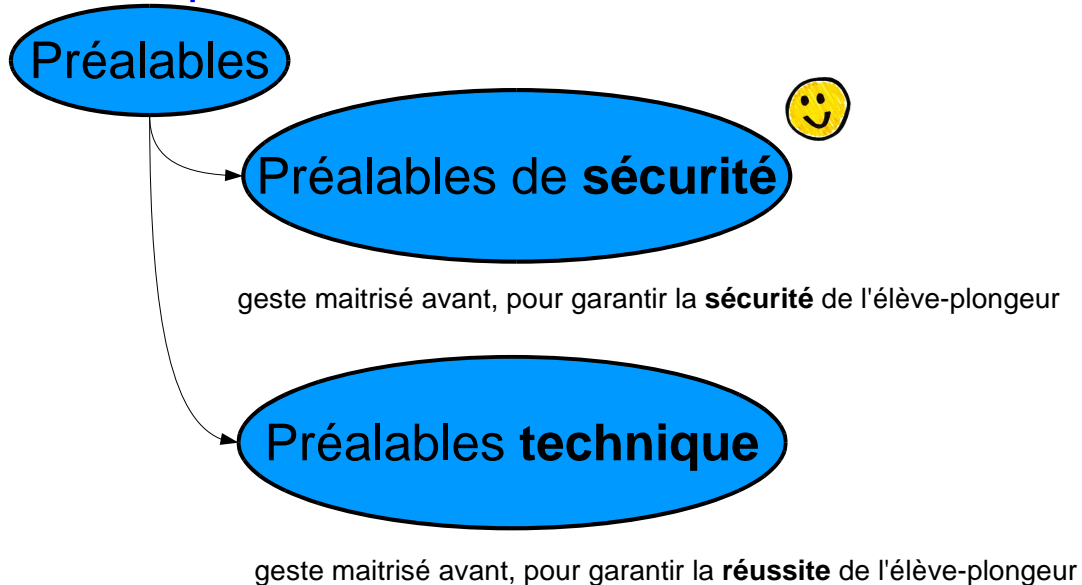 Préalables
Préalables de sécurité
geste maitrisé avant, pour garantir la sécurité de l'élève-plongeur
Préalables technique
geste maitrisé avant, pour garantir la réussite de l'élève-plongeur